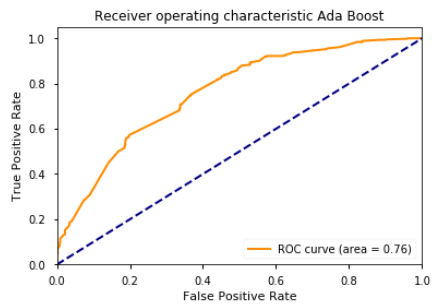 Receiver operating characteristic Ada Boost
True Positive Rate
1.0
0.8
0.6
0.4
0.2
0.0
ROC curve (area = 0.76)
0.0 0.2 0.4 0.6 0.8 1.0
False Positive Rate